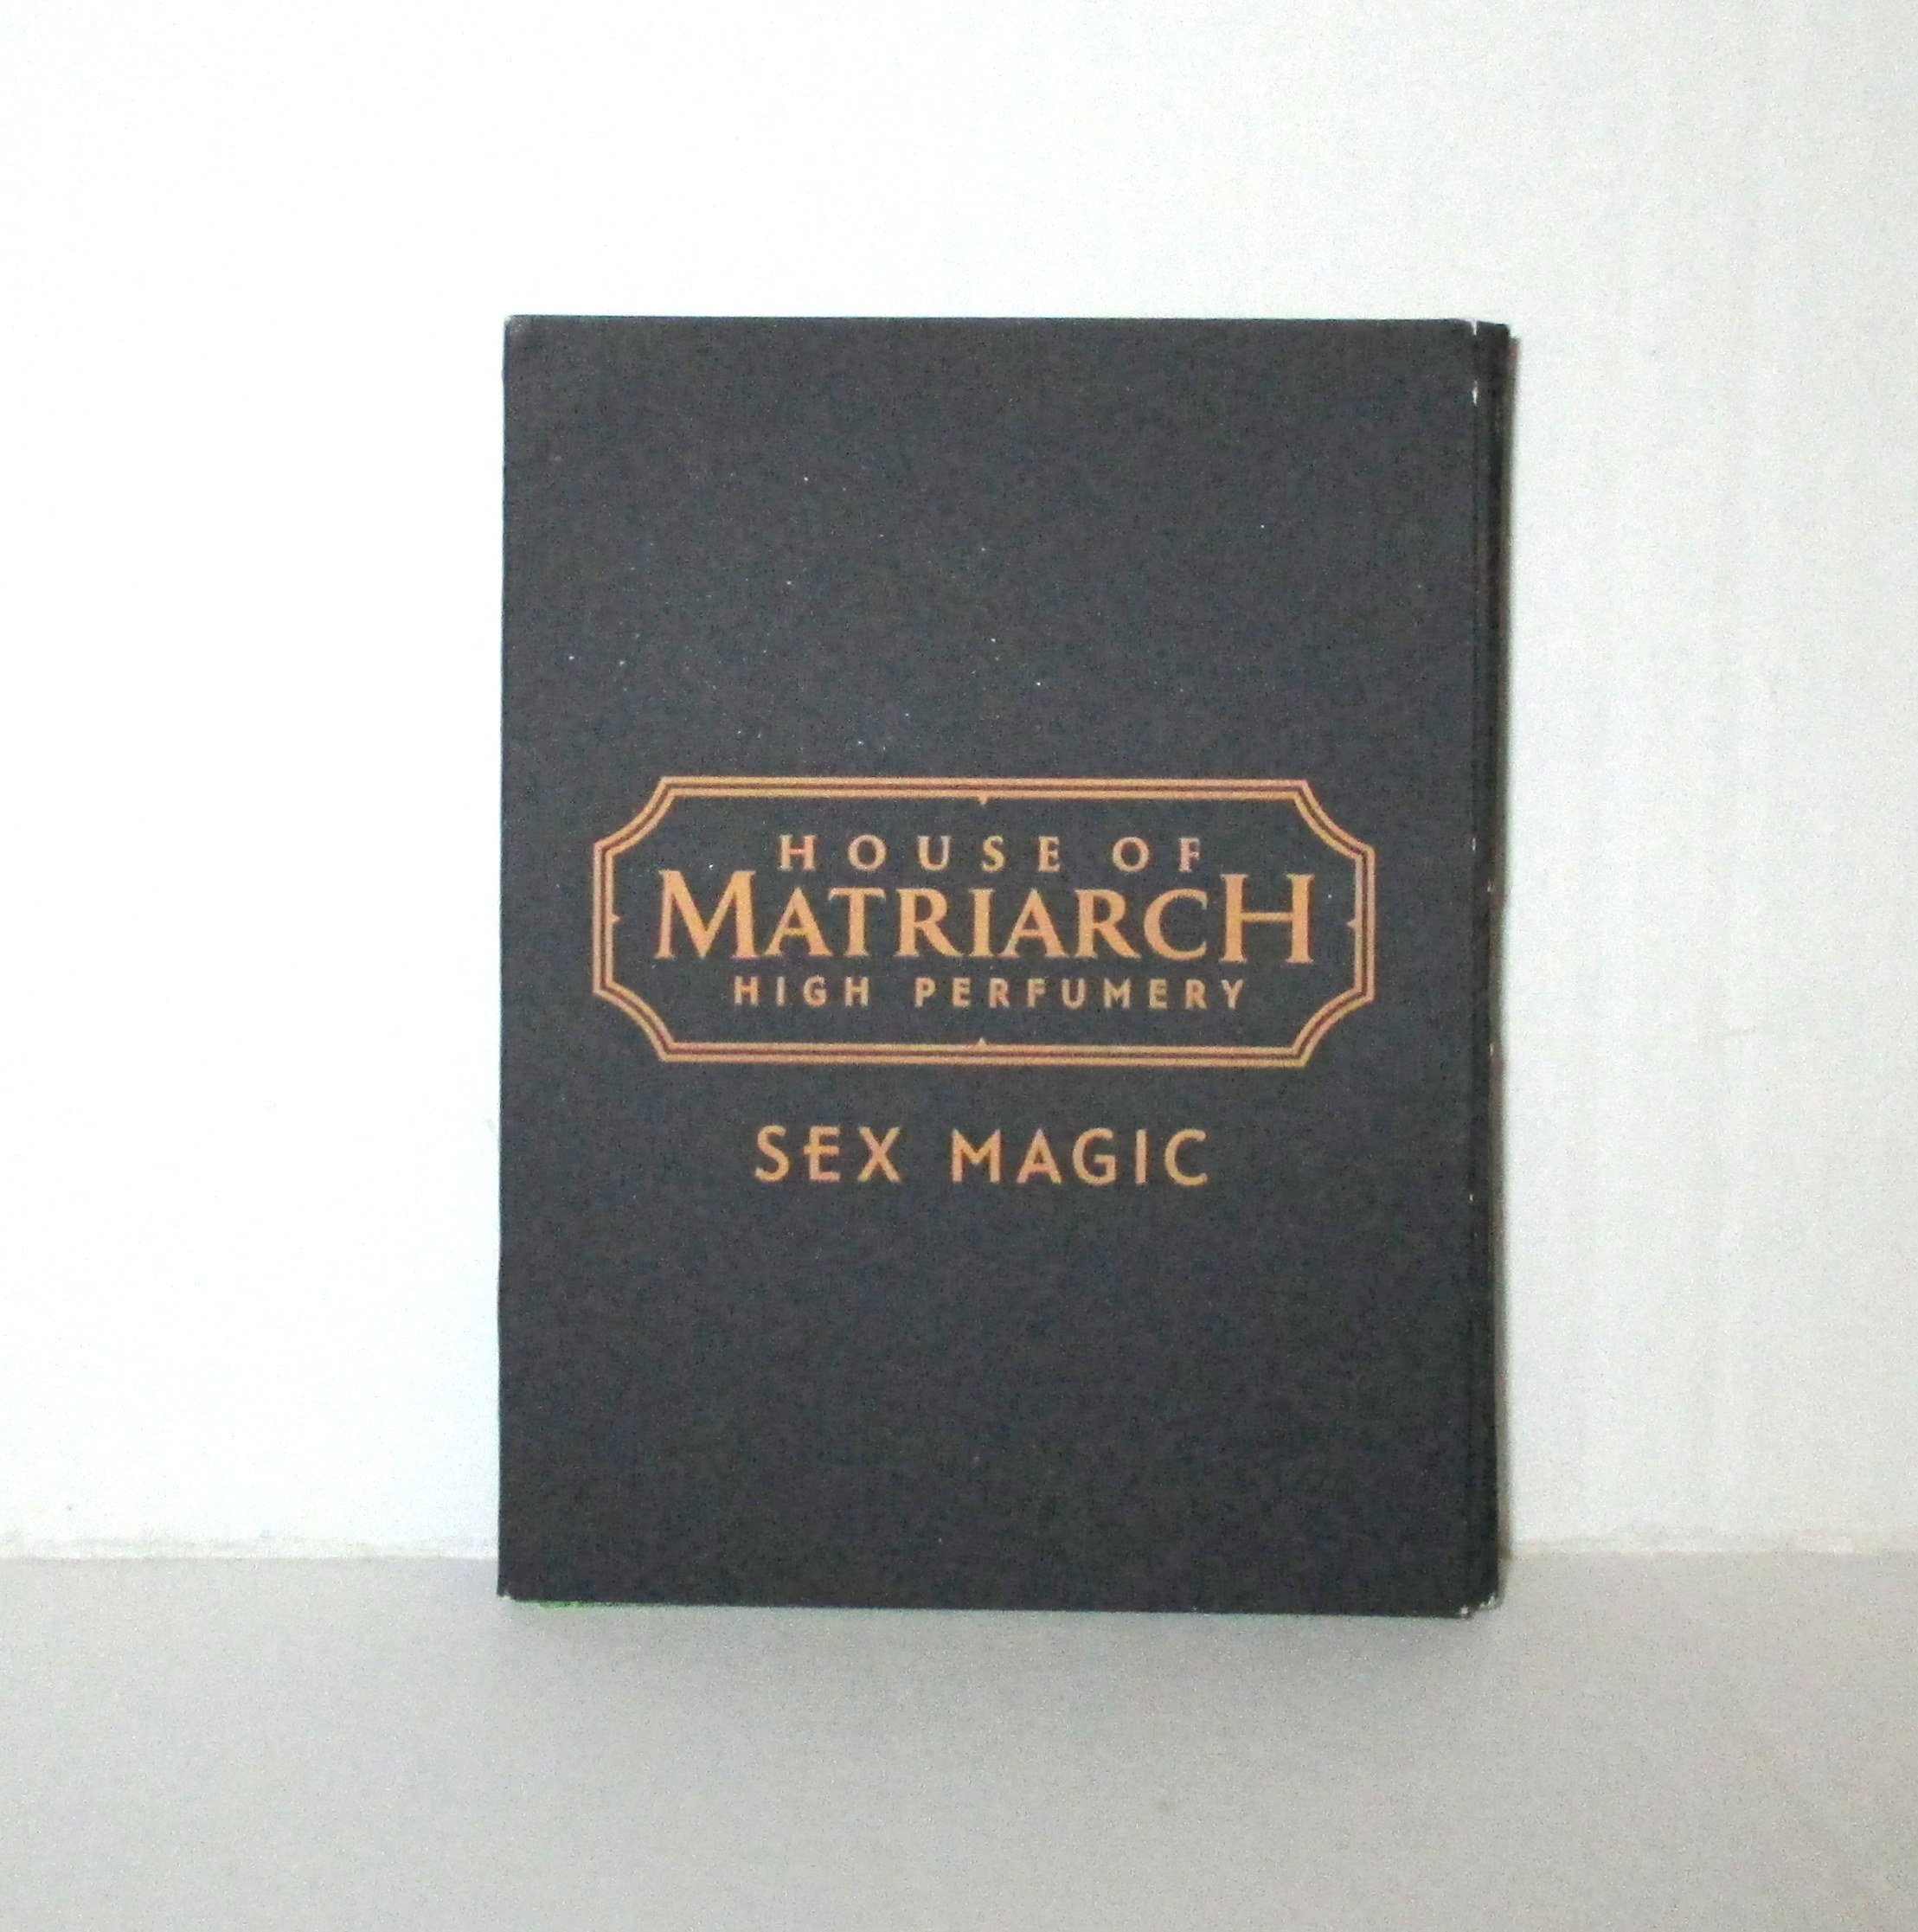 HOUSE OF
MATRIARCH
HIGH PERFUMERY
SEX MAGIC